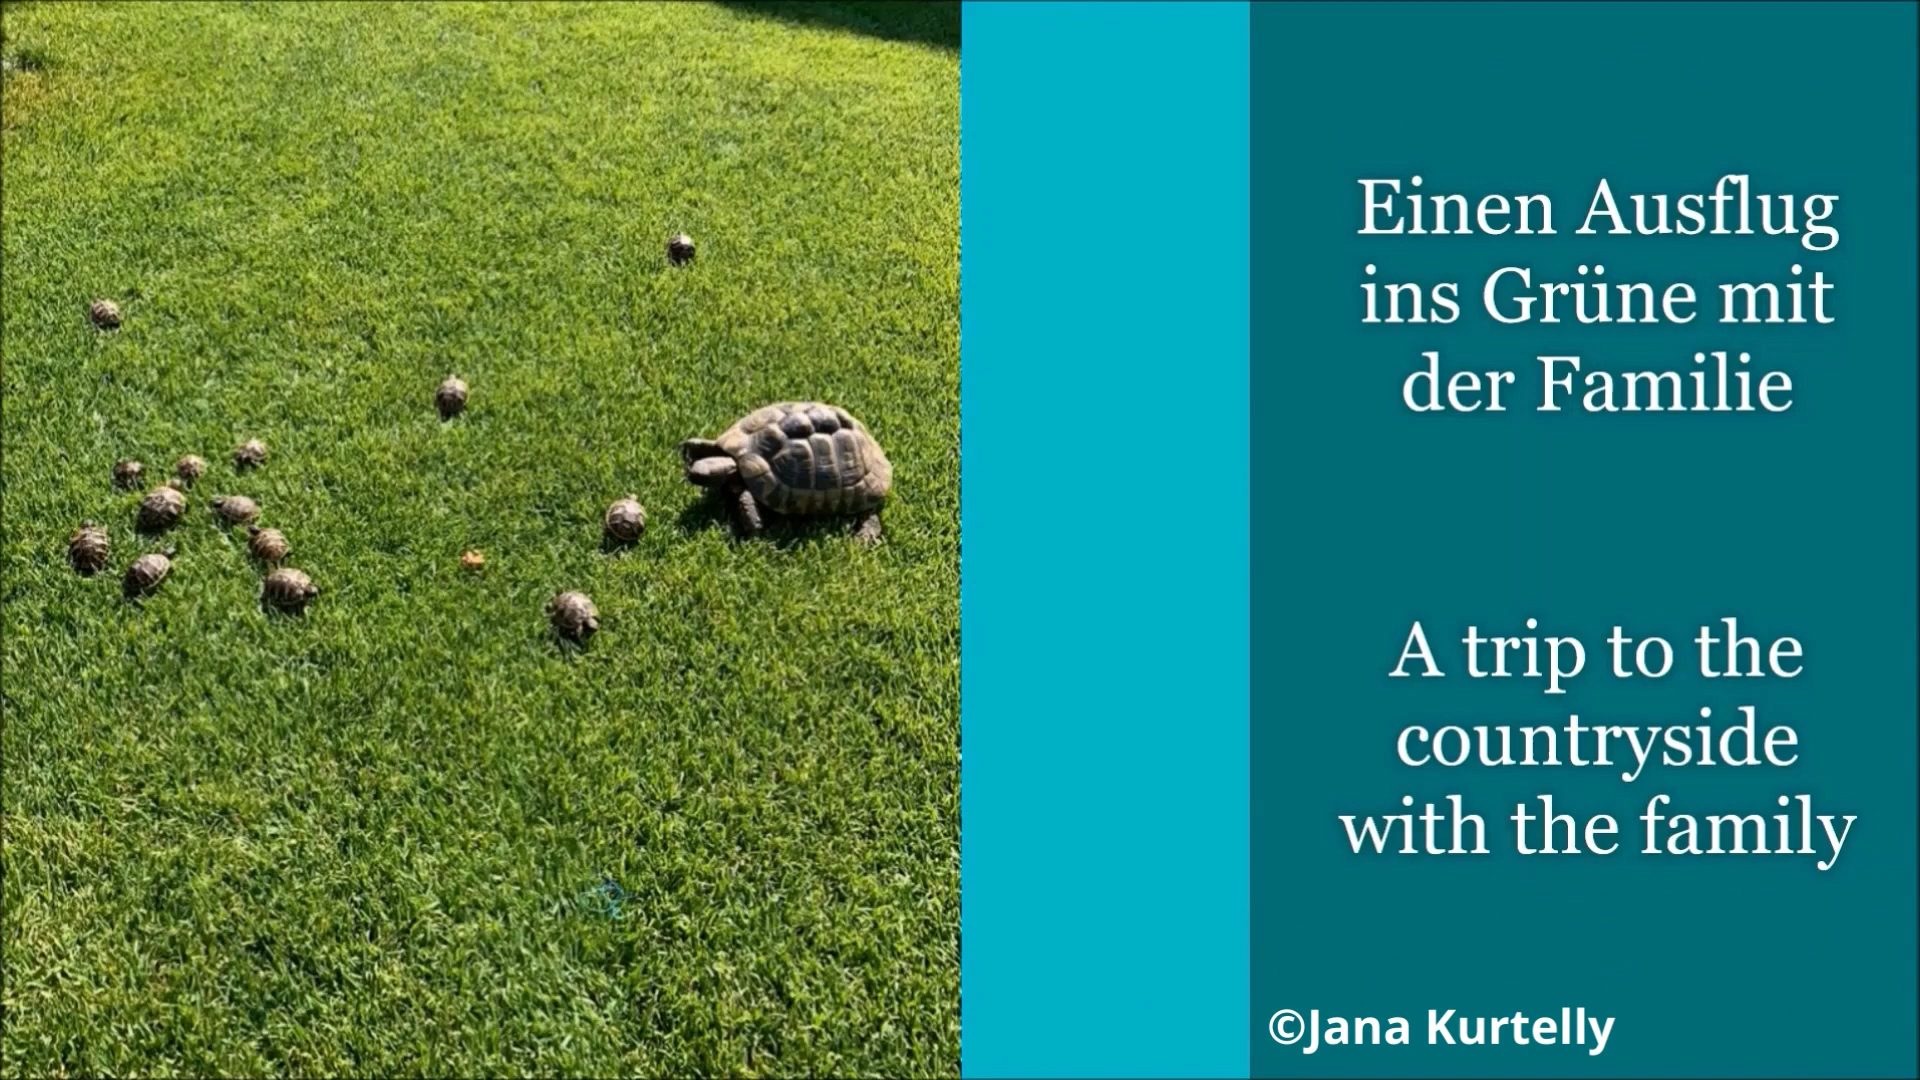 Einen Ausflug
ins Grüne mit
der Familie
A trip to the
countryside
with the family
©Jana Kurtelly